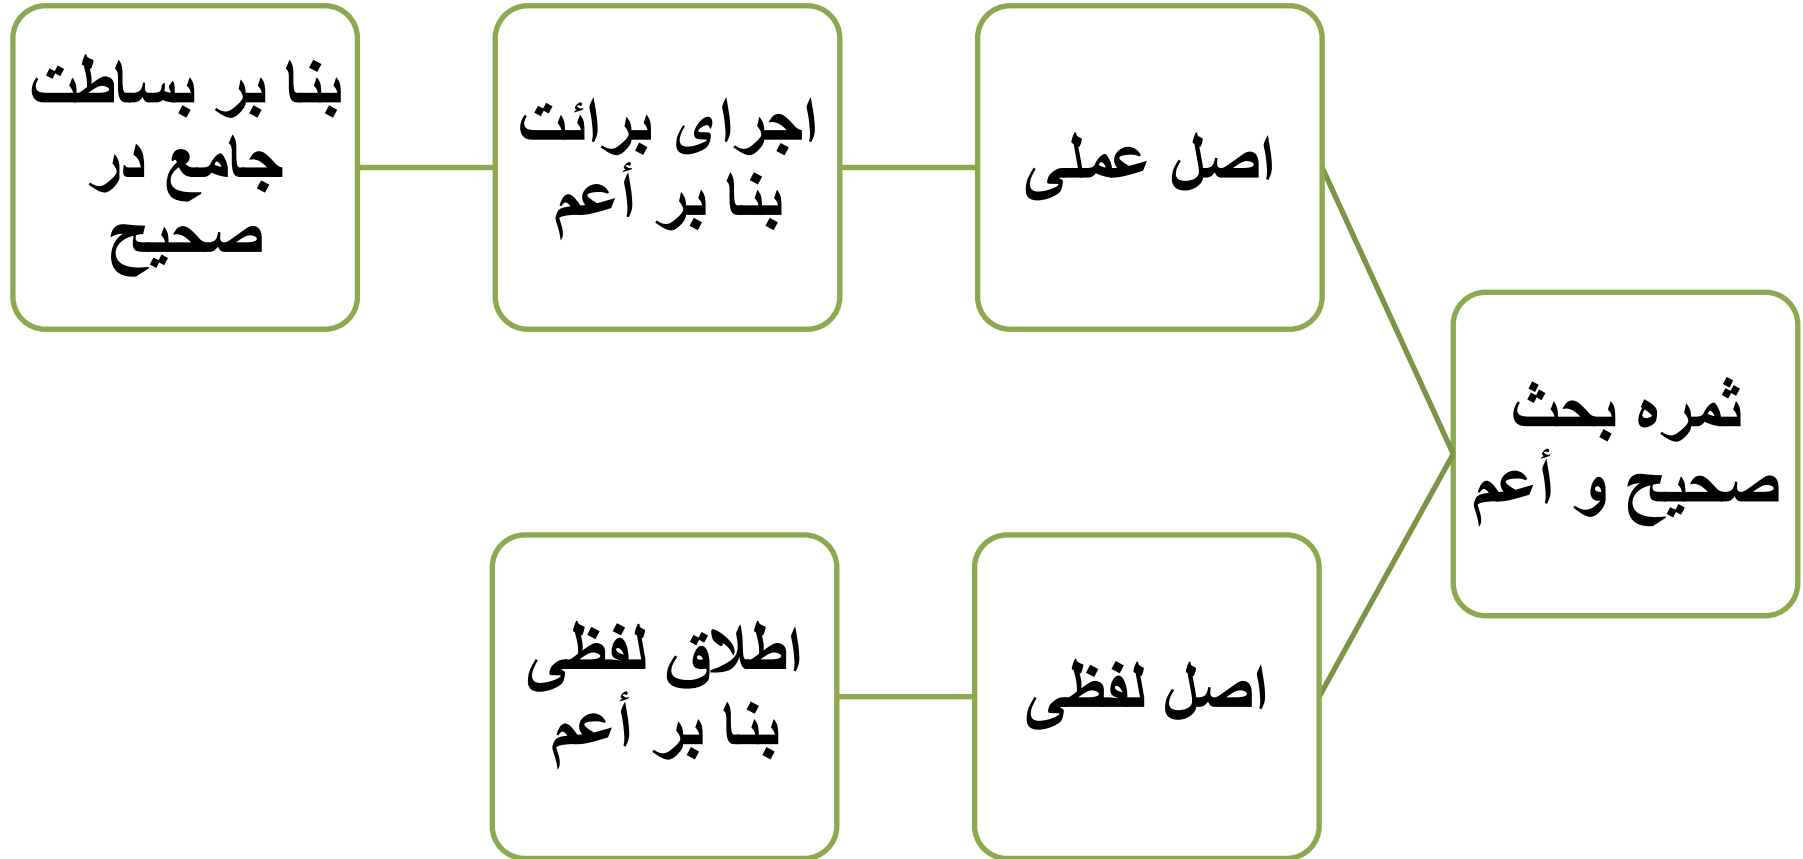 ثمره بحث
صحیح و أعم
اصل عملی
اجرای برائت
بنا بر أعم
بنا بر بساطت
جامع در
صحیح
اصل لفظی
اطلاق لفظی
بنا بر أعم